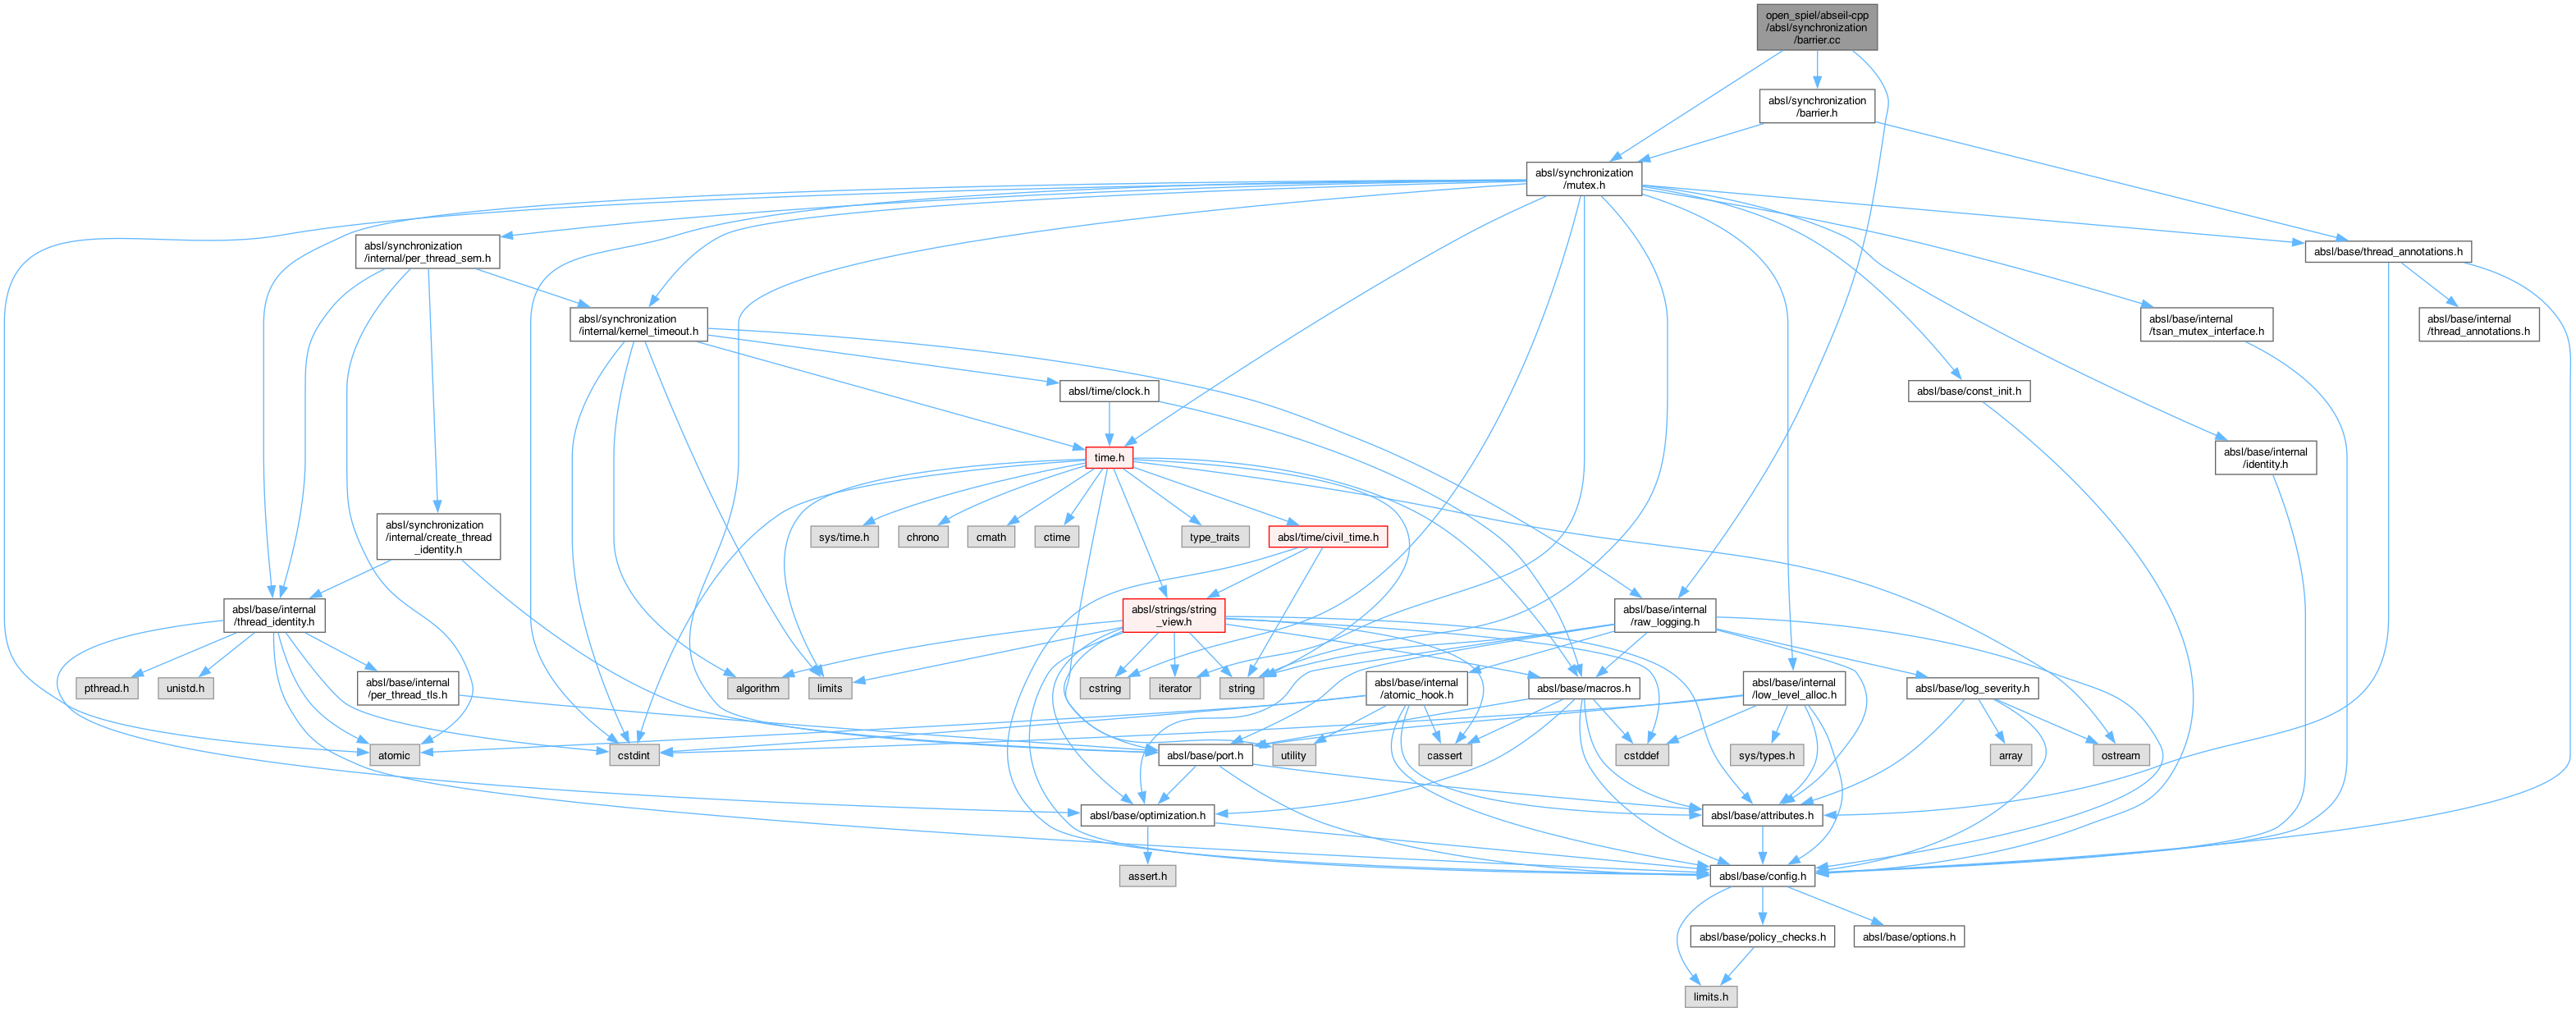 open_spiel/abseil-cpp
/absl/synchronization
/barrier.cc
absl/synchronization
/barrier.h
absl/synchronization
/mutex.h
absl/synchronization
/internal/per_thread_sem.h
absl/base/thread_annotations.h
absl/synchronization
/internal/kernel_timeout.h
absl/base/internal
/tsan_mutex_interface.h
absl/base/internal
/thread_annotations.h
absl/time/clock.h
absl/base/const_init.h
time.h
absl/base/internal
/identity.h
absl/synchronization
/internal/create_thread
_identity.h
sys/time.h
chrono
cmath
ctime
type_traits
absl/time/civil_time.h
absl/base/internal
/thread_identity.h
absl/strings/string
_view.h
absl/base/internal
/raw_logging.h
pthread.h
unistd.h
absl/base/internal
/per_thread_tls.h
algorithm
limits
cstring
iterator
string
absl/base/internal
/atomic_hook.h
absl/base/macros.h
absl/base/internal
/low_level_alloc.h
absl/base/log_severity.h
atomic
cstdint
absl/base/port.h
utility
cassert
cstddef
sys/types.h
array
ostream
absl/base/optimization.h
absl/base/attributes.h
assert.h
absl/base/config.h
absl/base/policy_checks.h
absl/base/options.h
limits.h